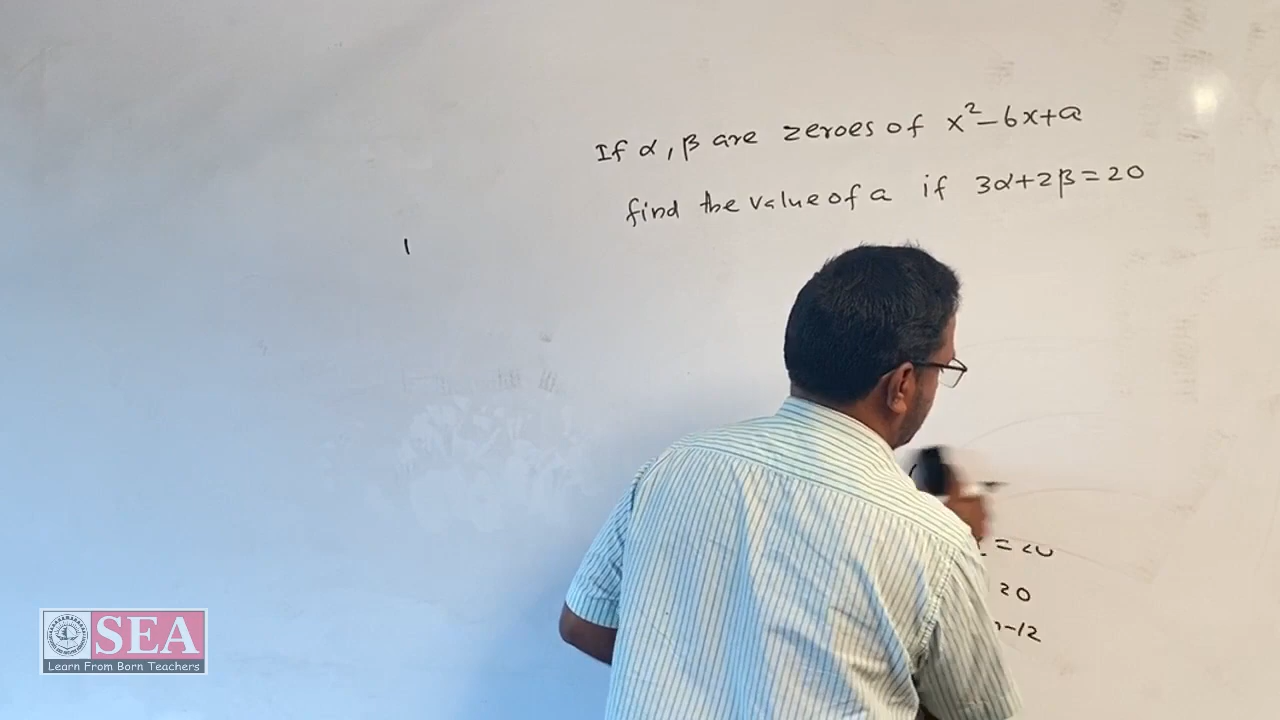 If α, β are zeroes of x²-6x+a
find the value of a if 3α+2β=20
1
= 20
20
-12
SEA
Learn From Born Teachers